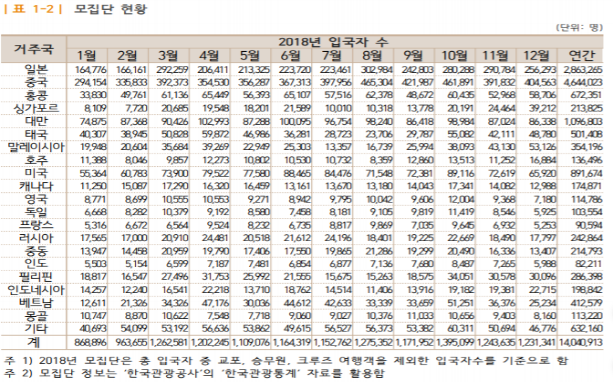 | 표 1-2 | 모집단 현황
(단위: 명)
거주국 2018년 입국자 수
1월 2월 3월 4월 5월 6월 7월 8월 9월 10월 11월 12월 연간
일본 164,776 166,161 292,259 206,411 213,325 223,720 223,461 302,984 242,803 280,288 290,784 256,293 2,863,265
중국 294,154 335,833 392,373 354,530 356,287 367,313 397,956 465,304 421,987 461,891 391,832 404,563 4,644,023
홍콩 33,830 49,761 61,136 65,449 56,393 65,107 57,516 62,378 48,672 60,435 52,968 58,706 672,351
싱가포르 8,109 7,720 20,685 19,548 18,201 21,589 10,010 10,318 13,778 20,191 24,464 39,212 213,825
대만 74,875 87,368 90,426 102,993 87,288 100,095 96,754 98,240 86,418 98,984 87,024 86,338 1,096,803
태국 40,307 38,945 50,828 59,872 46,986 36,281 28,723 23,706 29,787 55,082 42,111 48,780 501,408
말레이시아 19,948 20,604 35,684 39,269 22,949 25,303 13,357 16,739 25,994 38,093 43,130 53,126 354,196
호주 11,388 8,046 9,857 12,273 10,802 10,530 10,732 8,359 12,860 13,513 11,252 16,884 136,496
미국 55,364 60,783 73,900 79,522 77,580 88,465 84,476 71,548 72,381 89,116 72,619 65,920 891,674
캐나다 11,250 15,087 17,290 16,320 16,459 13,161 13,670 13,180 14,043 17,341 14,082 12,988 174,871
영국 8,771 8,699 10,555 10,553 9,271 8,942 9,795 10,042 9,606 12,004 9,368 7,180 114,786
독일 6,668 8,282 10,379 9,192 8,580 7,458 8,181 9,105 9,819 11,419 8,546 5,925 103,554
프랑스 5,316 6,672 6,564 9,524 8,232 6,735 8,817 9,869 7,035 9,645 6,932 5,253 90,594
러시아 17,565 17,000 20,910 24,481 20,518 21,612 24,196 18,401 19,225 22,669 18,490 17,797 242,864
중동 13,947 14,458 20,959 19,790 17,406 17,550 19,865 21,286 19,299 20,490 16,336 13,407 214,793
인도 5,503 5,154 6,599 7,187 7,481 6,854 6,877 7,136 7,680 8,487 7,265 5,988 82,211
필리핀 18,817 16,547 27,496 31,753 25,992 21,555 15,675 15,263 18,575 34,051 30,578 30,096 286,398
인도네시아 14,257 12,240 16,541 22,218 13,710 18,762 14,514 11,406 13,916 19,182 19,381 22,715 198,842
베트남 12,611 21,326 34,326 47,176 30,036 44,612 42,633 33,339 33,659 51,251 36,376 25,234 412,579
몽골 10,747 8,870 10,622 7,548 7,718 9,060 9,027 10,376 11,033 10,656 9,403 8,160 113,220
기타 40,693 54,099 53,192 56,636 53,862 49,615 56,527 56,373 53,382 60,311 50,694 46,776 632,160
계 868,896 963,655 1,262,581 1,202,245 1,109,076 1,164,319 1,152,762 1,275,352 1,171,952 1,395,099 1,243,635 1,231,341 14,040,913
주 1) 2018년 모집단은 총 입국자 중 교포, 승무원, 크루즈 여행객을 제외한 입국자수를 기준으로 함
주 2) 모집단 정보는 '한국관광공사'의 '한국관광통계' 자료를 활용함